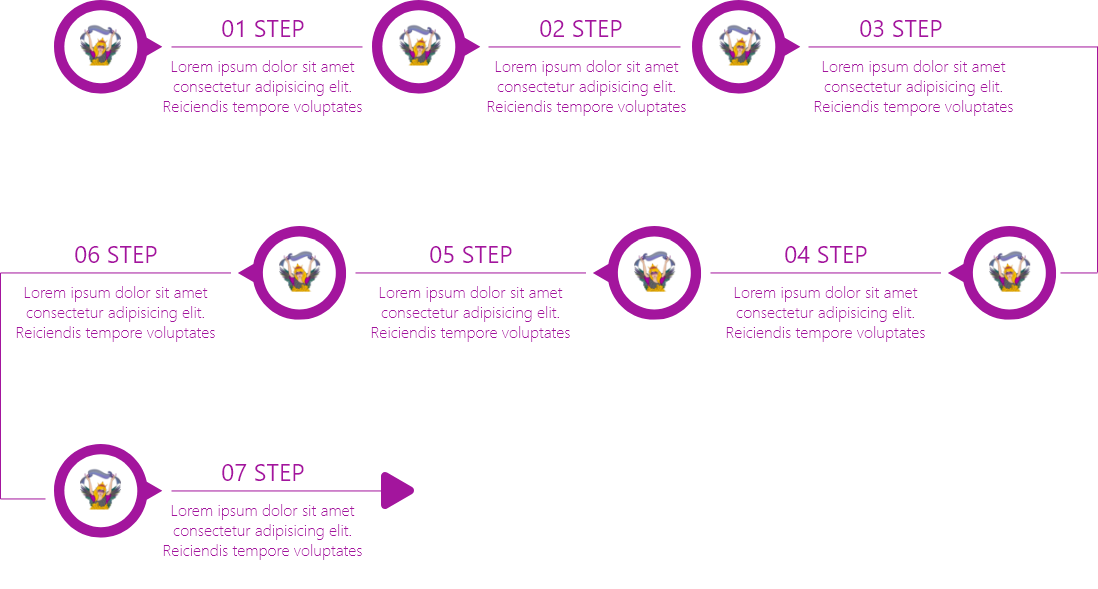 01 STEP
Lorem ipsum dolor sit amet
consectetur adipisicing elit.
Reiciendis tempore voluptates
02 STEP
Lorem ipsum dolor sit amet
consectetur adipisicing elit.
Reiciendis tempore voluptates
03 STEP
Lorem ipsum dolor sit amet
consectetur adipisicing elit.
Reiciendis tempore voluptates
04 STEP
Lorem ipsum dolor sit amet
consectetur adipisicing elit.
Reiciendis tempore voluptates
05 STEP
Lorem ipsum dolor sit amet
consectetur adipisicing elit.
Reiciendis tempore voluptates
06 STEP
Lorem ipsum dolor sit amet
consectetur adipisicing elit.
Reiciendis tempore voluptates
07 STEP
Lorem ipsum dolor sit amet
consectetur adipisicing elit.
Reiciendis tempore voluptates